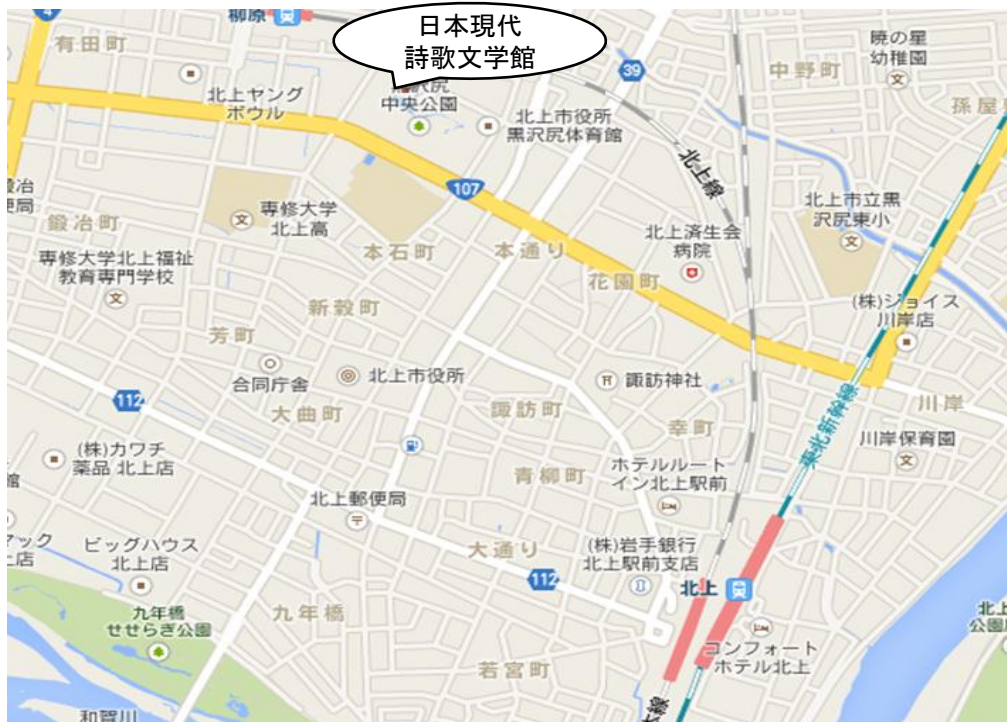 4
柳原
日本現代
詩歌文学館
有田町
39
中野町
暁の星
幼稚園
北上ヤング
ボウル
中央公園
北上市役所
黒沢尻体育館
孫屋
北上線
107
鍛冶町
専修大学
北上高
北上市立黒
沢尻東小
本石町
本通り
北上済生会
病院
専修大学北上福祉
教育専門学校
花園町
新穀町
(株)ジョイス
川岸店
芳町
合同庁舎
北上市役所
諏訪神社
112
大曲町
諏訪町
川岸
幸町
東北新幹線
川岸保育園
(株)カワチ
薬品 北上店
青柳町
ホテルルート
イン北上駅前
北上郵便局
ビッグハウス
北上店
大通り
(株)岩手銀行
北上駅前支店
112
北上
九年橋
せせらぎ公園
九年橋
コンフォート
ホテル北上
若宮町
和賀川